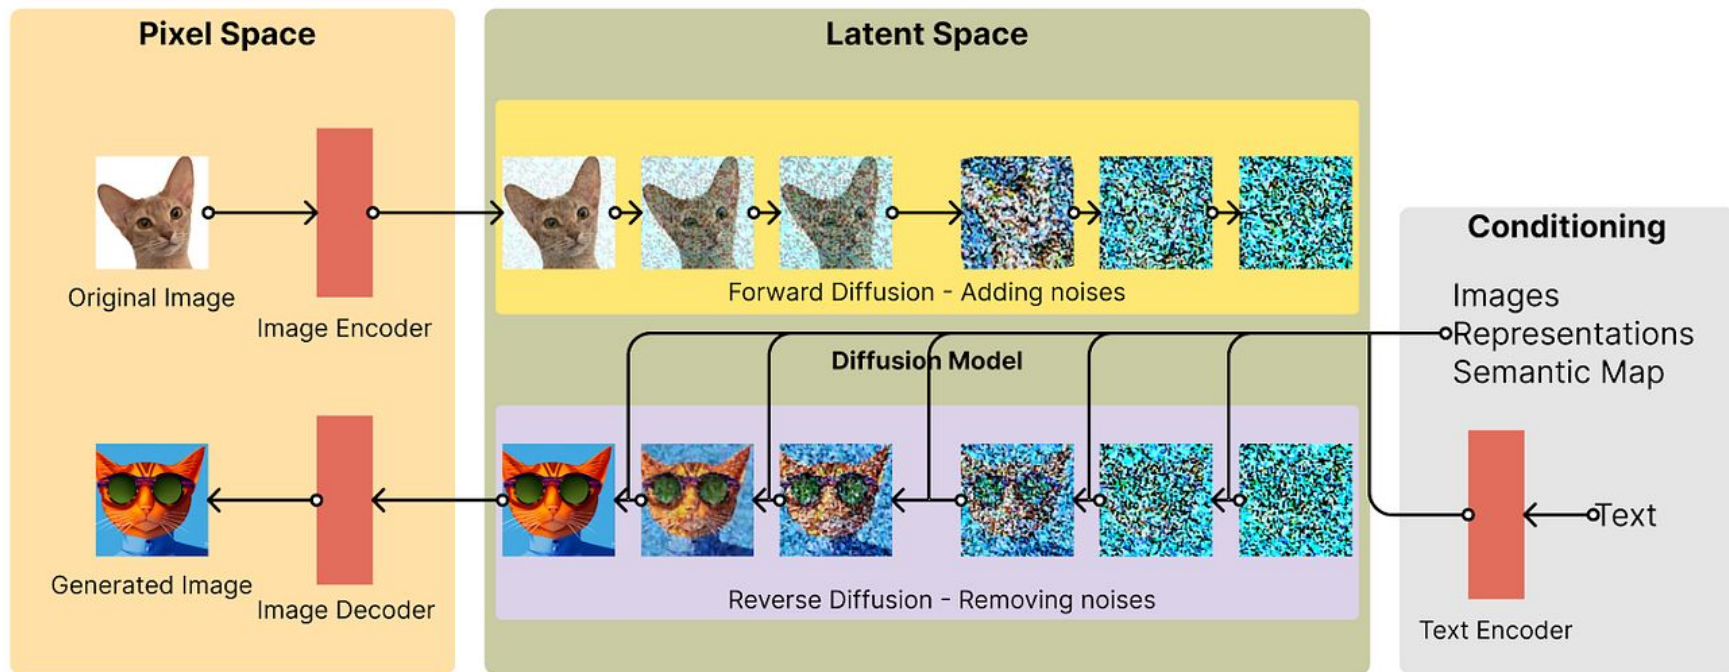 Pixel Space
Original Image
Image Encoder
Generated Image
Image Decoder
Latent Space
Forward Diffusion - Adding noises
Diffusion Model
Reverse Diffusion - Removing noises
Conditioning
Images
Representations
Semantic Map
Text
Text Encoder